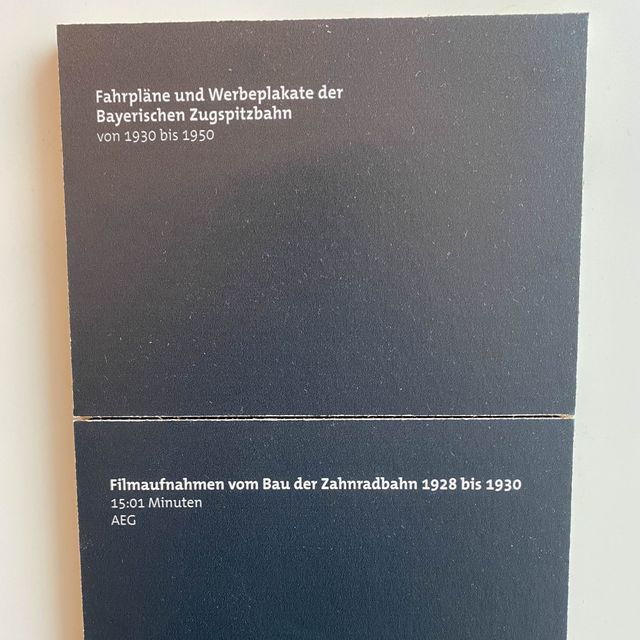 Fahrpläne und Werbeplakate der
Bayerischen Zugspitzbahn
von 1930 bis 1950
Filmaufnahmen vom Bau der Zahnradbahn 1928 bis 1930
15:01 Minuten
AEG